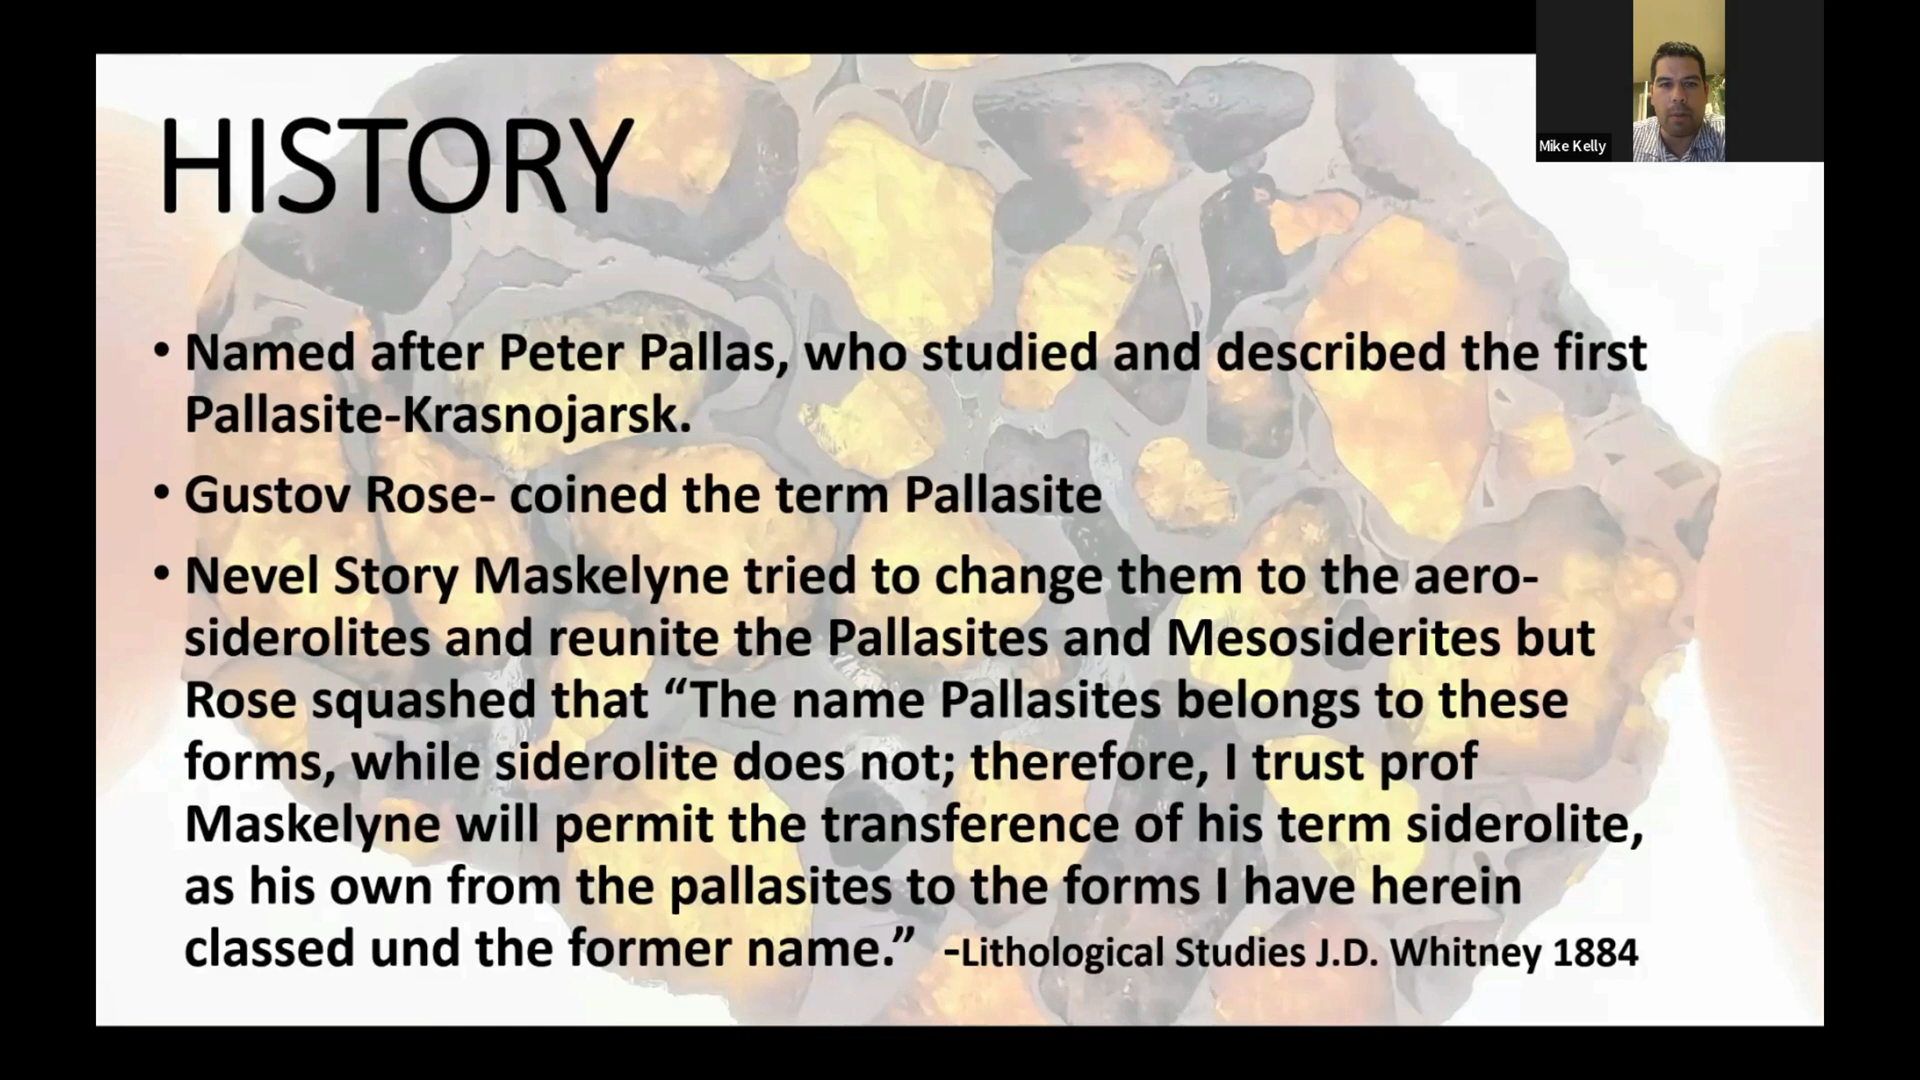 Mike Kelly
HISTORY
• Named after Peter Pallas, who studied and described the first
Pallasite-Krasnojarsk.
• Gustov Rose- coined the term Pallasite
• Nevel Story Maskelyne tried to change them to the aero-
siderolites and reunite the Pallasites and Mesosiderites but
Rose squashed that “The name Pallasites belongs to these
forms, while siderolite does not; therefore, I trust prof
Maskelyne will permit the transference of his term siderolite,
as his own from the pallasites to the forms I have herein
classed und the former name.” -Lithological Studies J.D. Whitney 1884